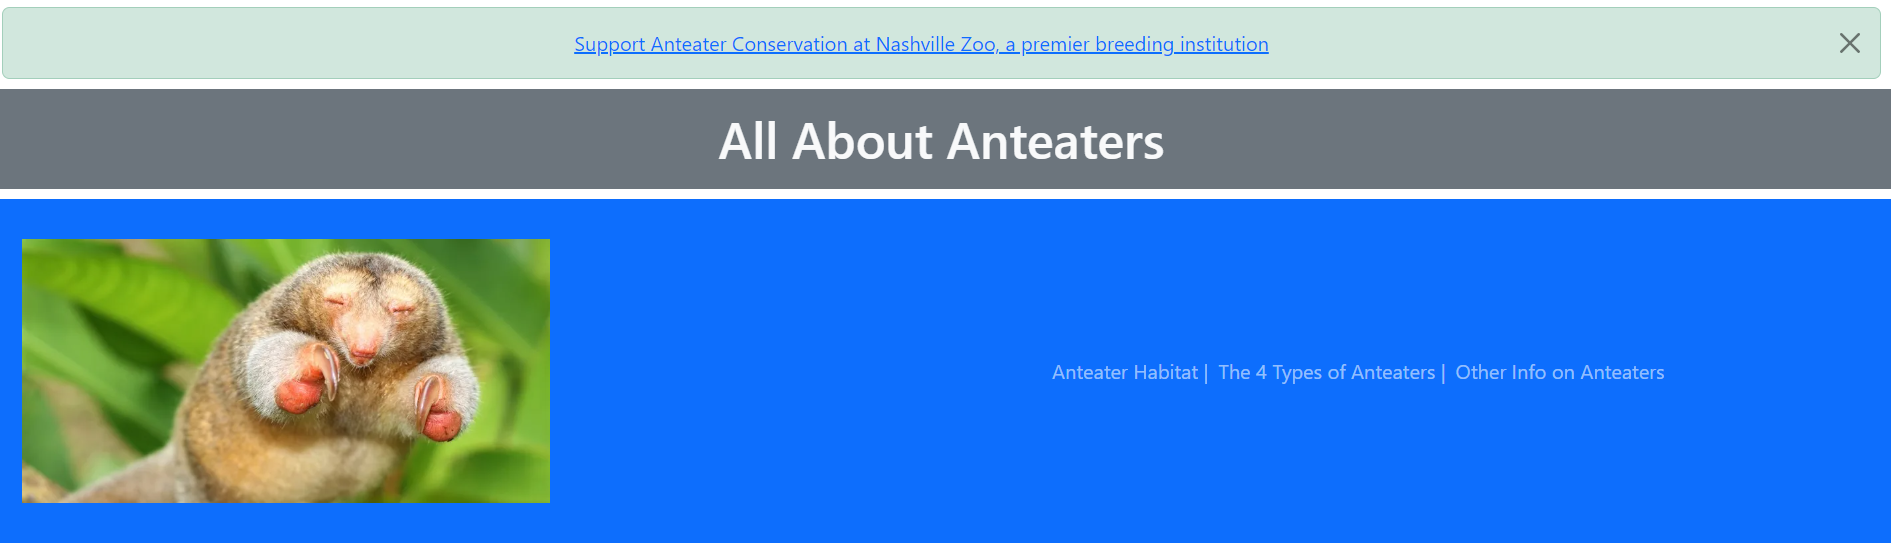 Support Anteater Conservation at Nashville Zoo, a premier breeding institution
All About Anteaters
Anteater Habitat | The 4 Types of Anteaters | Other Info on Anteaters